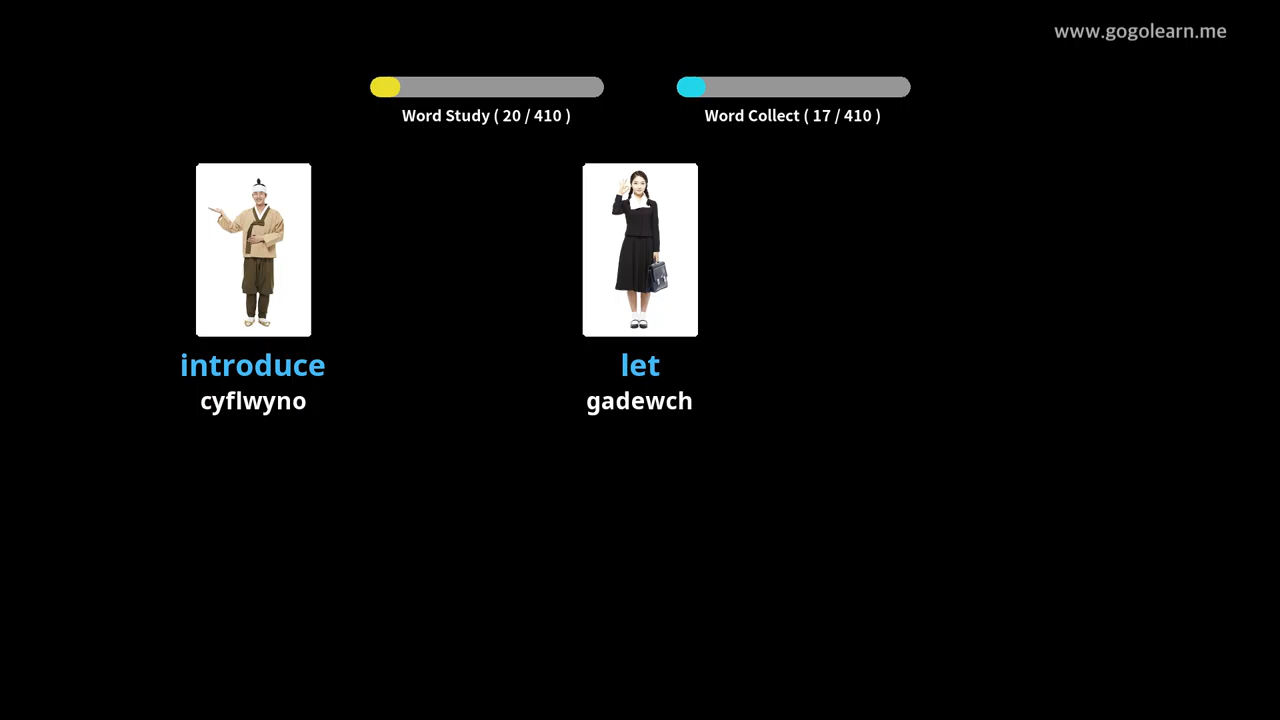 www.gogolearn.me
Word Study ( 20 / 410 )
Word Collect ( 17 / 410 )
introduce
cyflwyno
let
gadewch